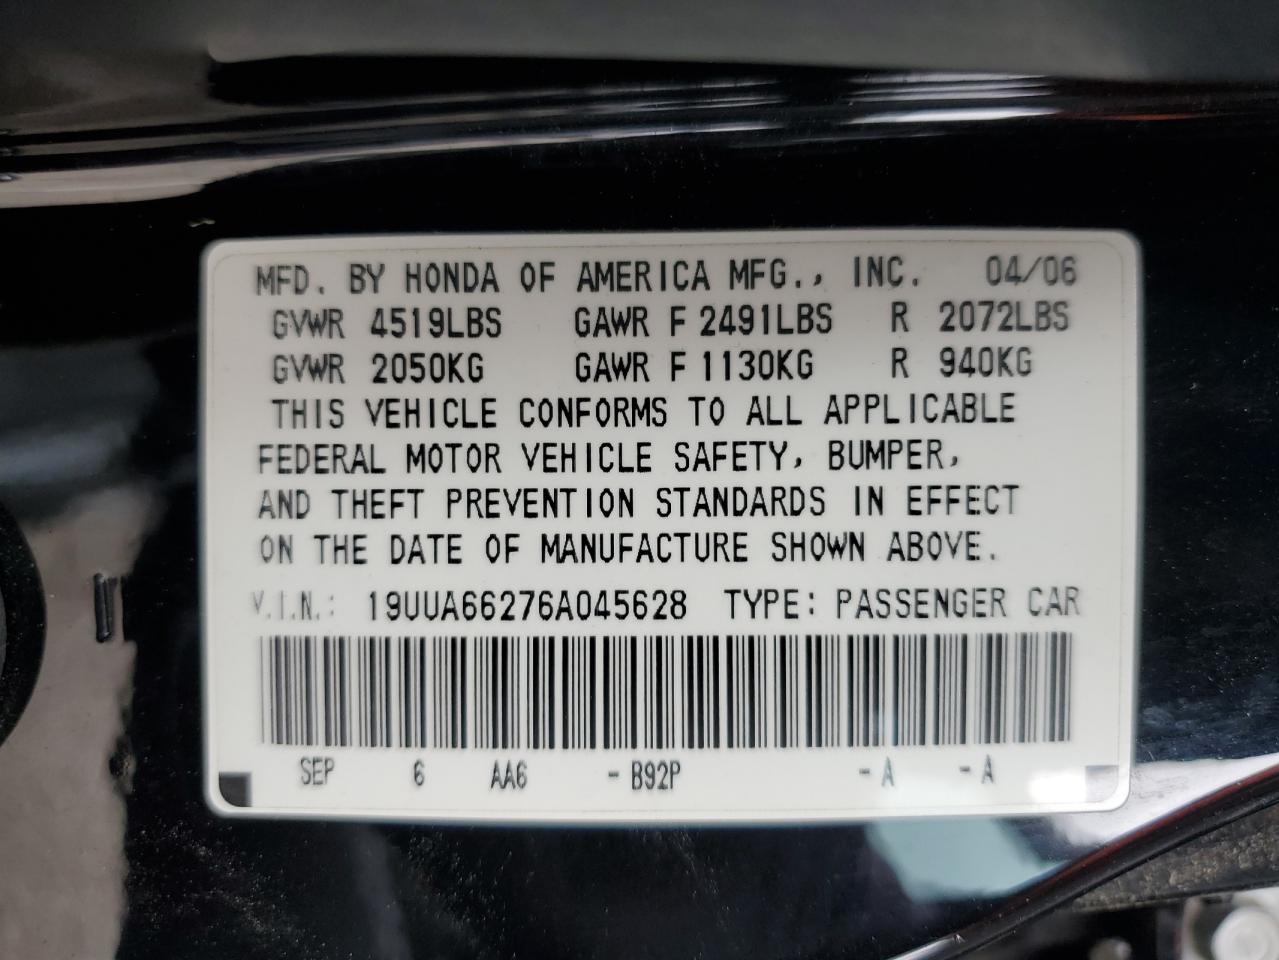 MFD. BY HONDA OF AMERICA MFG., INC. 04/06
GVWR 4519LBS GAWR F 2491LBS R 2072LBS
GVWR 2050KG GAWR F 1130KG R 940KG
THIS VEHICLE CONFORMS TO ALL APPLICABLE
FEDERAL MOTOR VEHICLE SAFETY, BUMPER,
AND THEFT PREVENTION STANDARDS IN EFFECT
ON THE DATE OF MANUFACTURE SHOWN ABOVE.
V.I.N.: 19UUA66276A045628 TYPE: PASSENGER CAR
SEP 6 AA6 -B92P -A -A